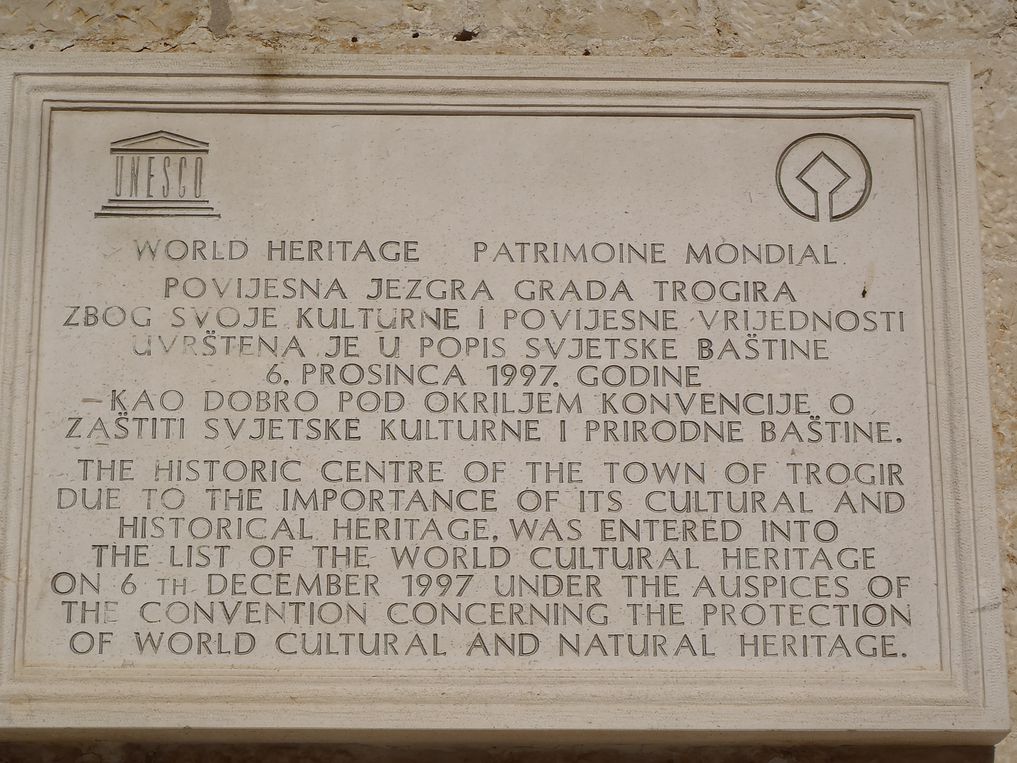 UNESCO
WORLD HERITAGE PATRIMOINE MONDIAL
POVIJESNA JEZGRA GRADA TROGIRA
ZBOG SVOJE KULTURNE I POVIJESNE VRIJEDNOSTI
UVRŠTENA JE U POPIS SVJETSKE BAŠTINE
6. PROSINCA 1997. GODINE
KAO DOBRO POD OKRILJEM KONVENCIJE O
ZAŠTITI SVJETSKE KULTURNE I PRIRODNE BAŠTINE.
THE HISTORIC CENTRE OF THE TOWN OF TROGIR
DUE TO THE IMPORTANCE OF ITS CULTURAL AND
HISTORICAL HERITAGE, WAS ENTERED INTO
THE LIST OF THE WORLD CULTURAL HERITAGE
ON 6 TH DECEMBER 1997 UNDER THE AUSPICES OF
THE CONVENTION CONCERNING THE PROTECTION
OF WORLD CULTURAL AND NATURAL HERITAGE.